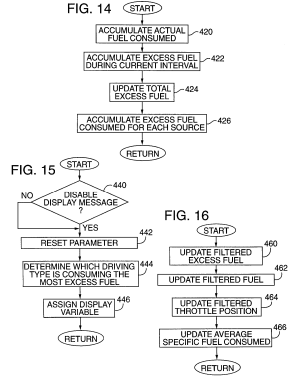 FIG. 14
START
ACCUMULATE ACTUAL
FUEL CONSUMED
420
ACCUMULATE EXCESS FUEL
DURING CURRENT INTERVAL
422
UPDATE TOTAL
EXCESS FUEL
424
ACCUMULATE EXCESS FUEL
CONSUMED FOR EACH SOURCE
426
RETURN
FIG. 15
START
440
DISABLE
DISPLAY MESSAGE
?
NO
YES
442
RESET PARAMETER
444
DETERMINE WHICH DRIVING
TYPE IS CONSUMING THE
MOST EXCESS FUEL
446
ASSIGN DISPLAY
VARIABLE
RETURN
FIG. 16
START
460
UPDATE FILTERED
EXCESS FUEL
462
UPDATE FILTERED FUEL
464
UPDATE FILTERED
THROTTLE POSITION
466
UPDATE AVERAGE
SPECIFIC FUEL CONSUMED
RETURN